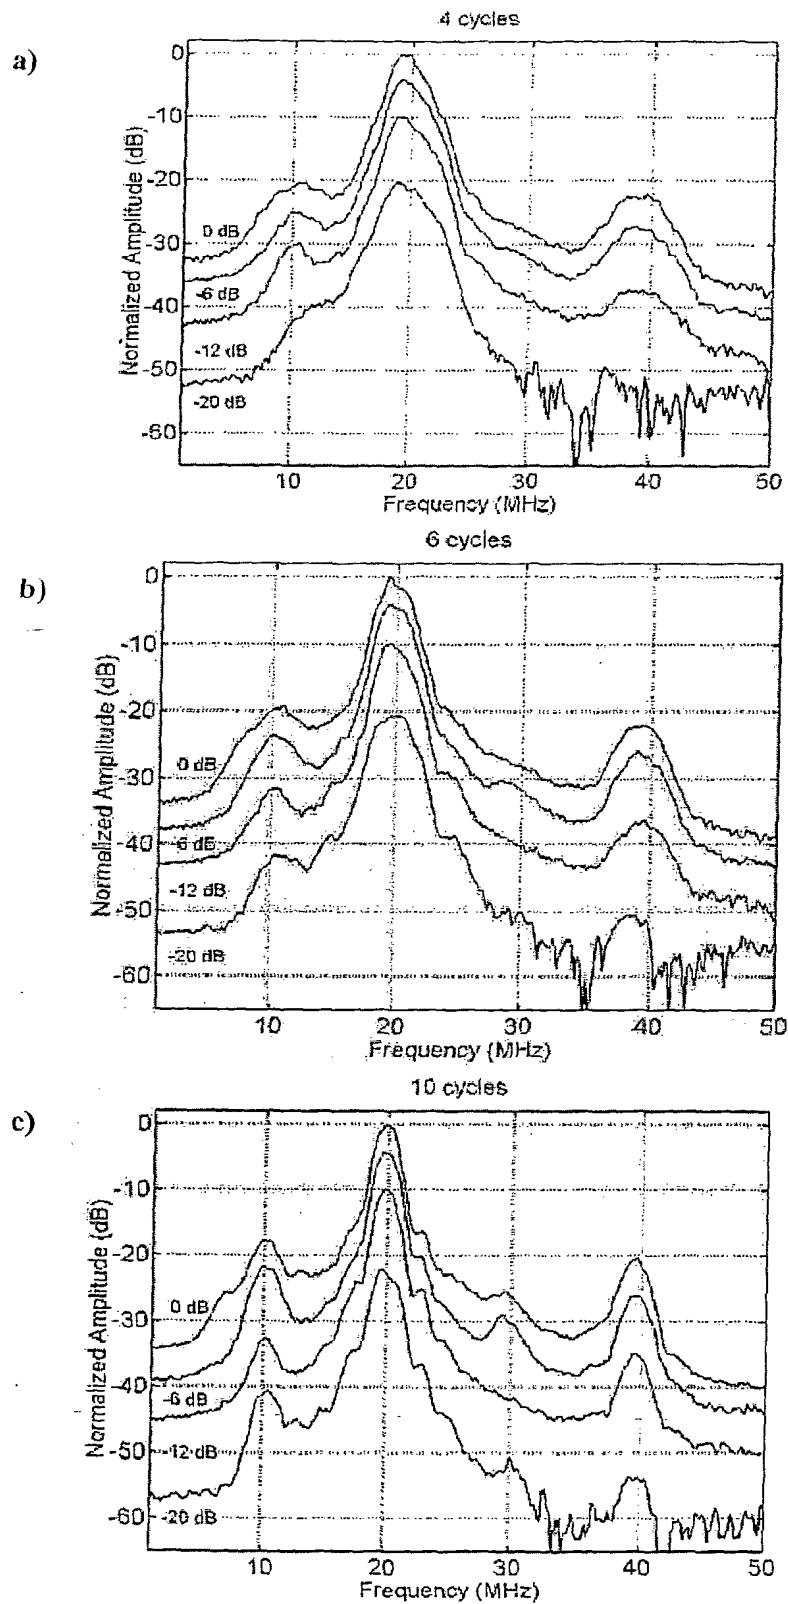 4 cycles
a)
0
-10
-20
-30
-40
-50
-60
Normalized Amplitude (dB)
0 dB
-6 dB
-12 dB
-20 dB
10 20 30 40 50
Frequency (MHz)
6 cycles
b)
0
-10
-20
-30
-40
-50
-60
Normalized Amplitude (dB)
0 dB
-6 dB
-12 dB
-20 dB
10 20 30 40 50
Frequency (MHz)
10 cycles
c)
0
-10
-20
-30
-40
-50
-60
Normalized Amplitude (dB)
0 dB
-6 dB
-12 dB
-20 dB
10 20 30 40 50
Frequency (MHz)